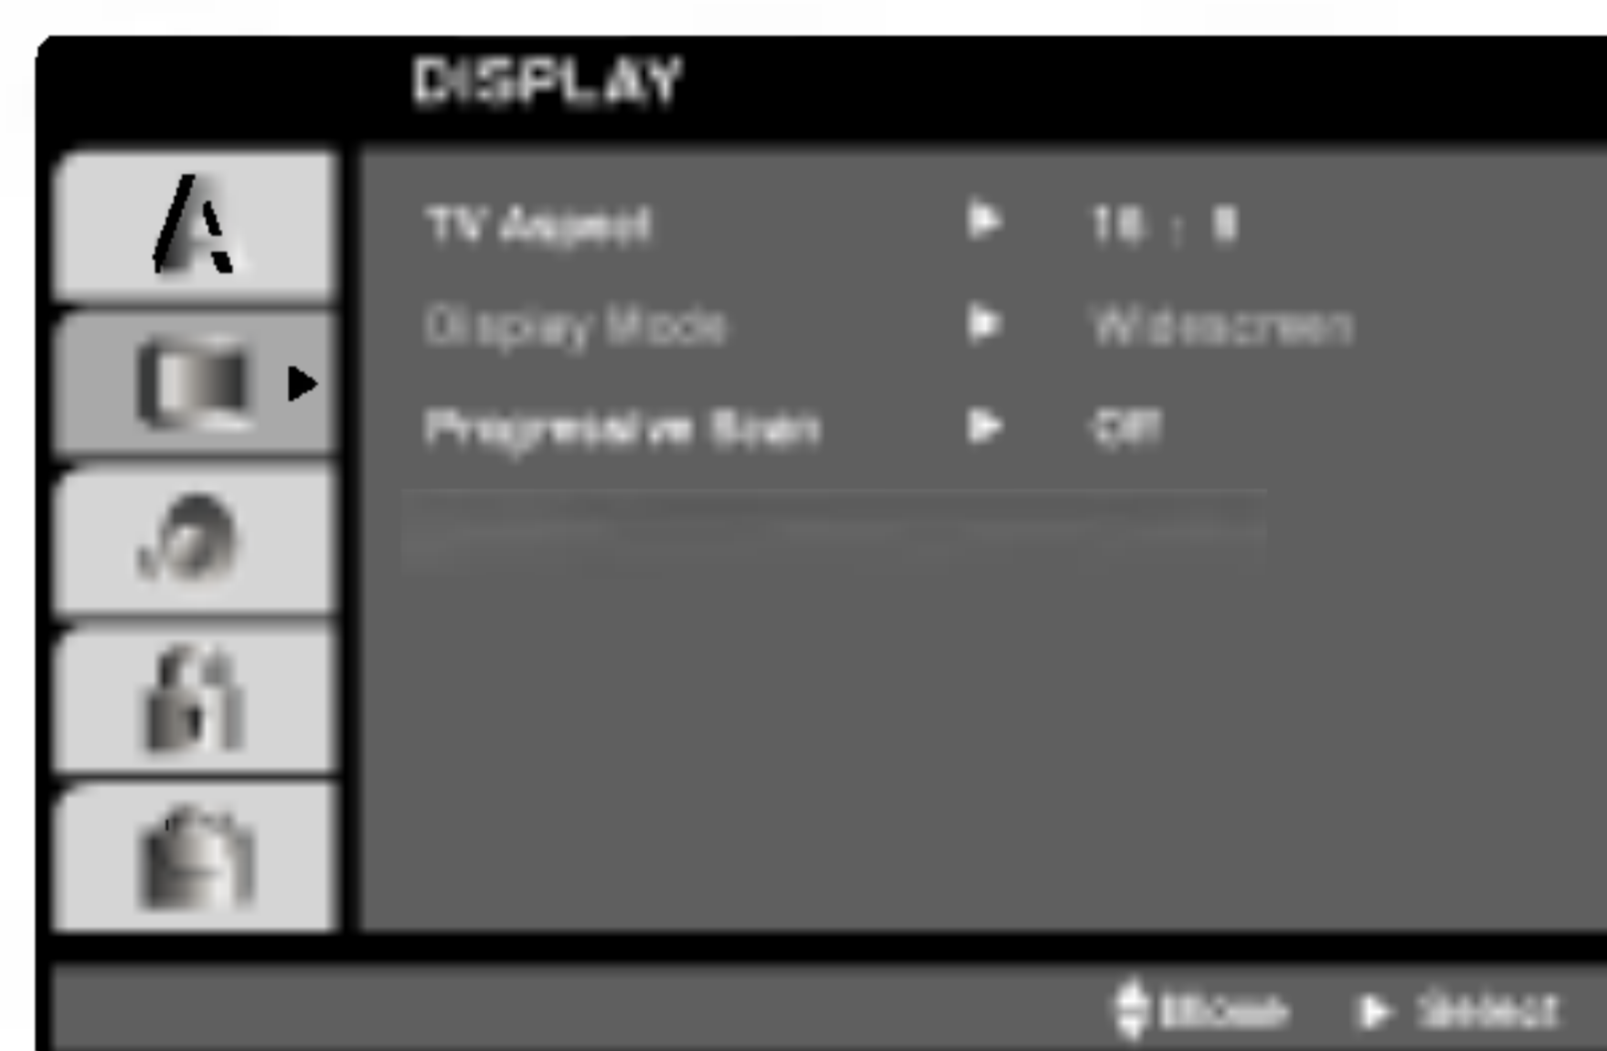 DISPLAY
TV Aspect ► 16 : 9
Display Mode ► Widescreen
Progressive Scan ► Off
Move ► Select